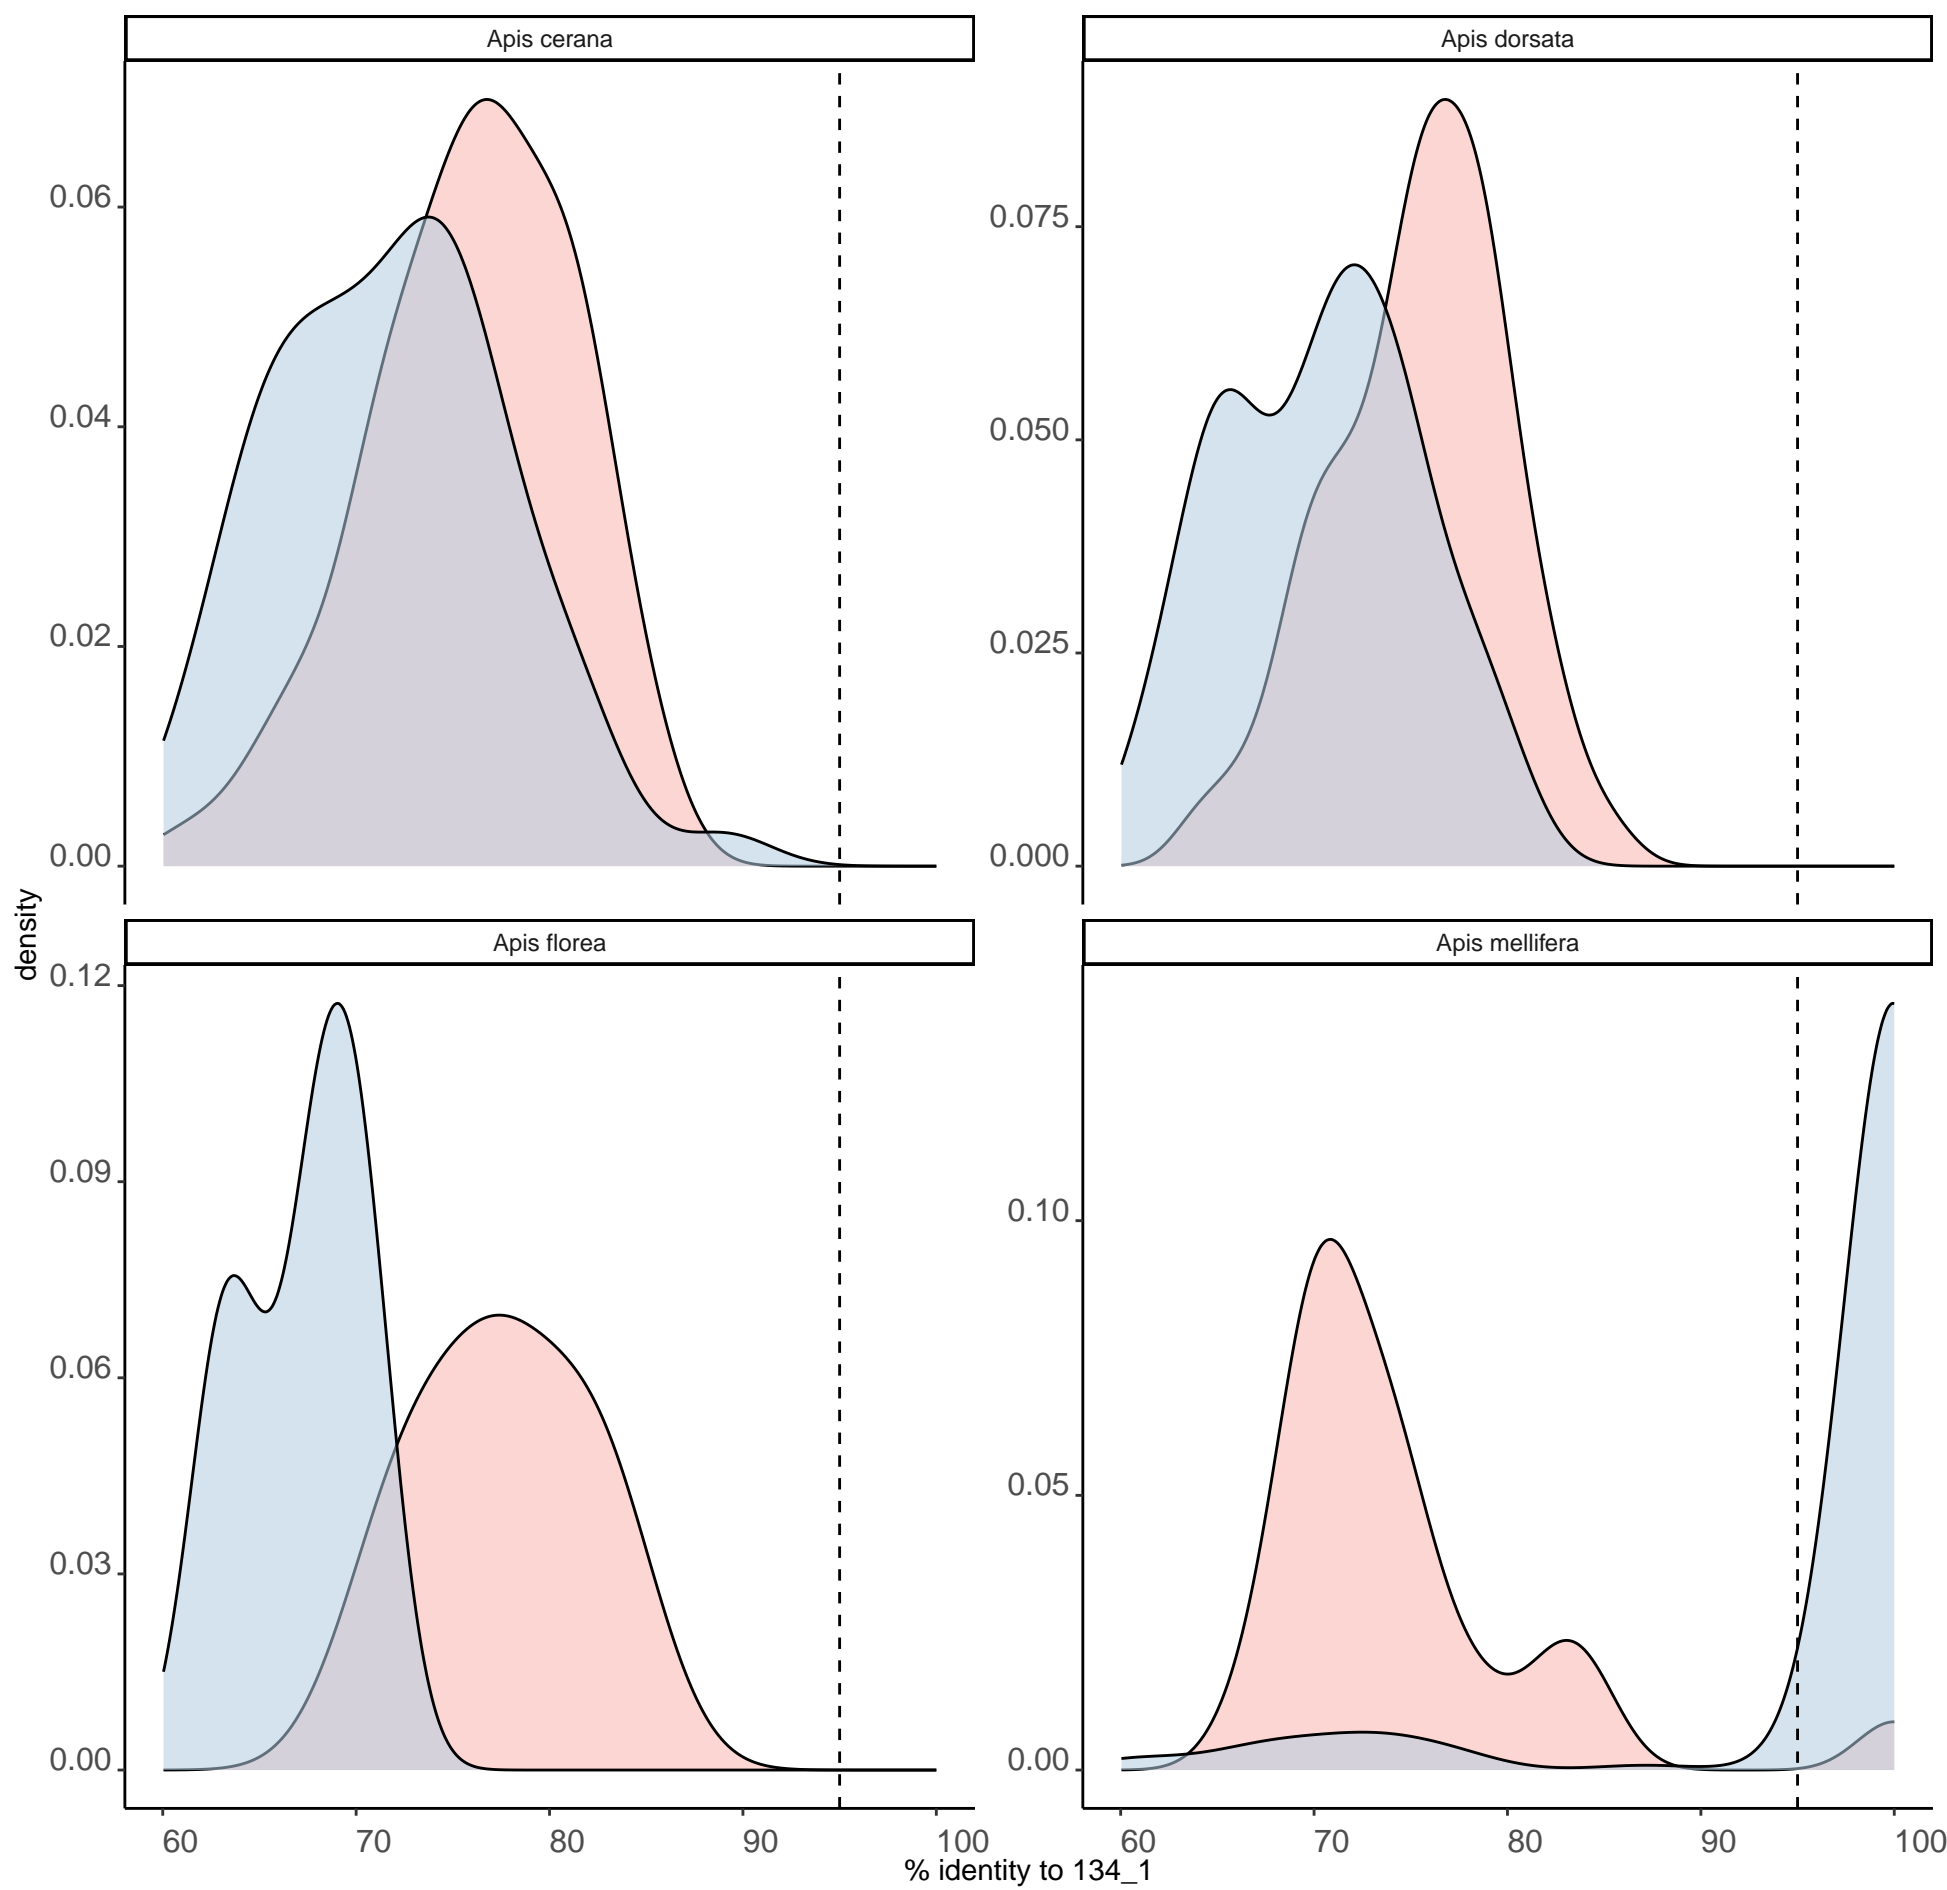 Apis cerana
Apis dorsata
0.06
0.04
0.02
0.00
0.075
0.050
0.025
0.000
density
Apis florea
Apis mellifera
0.12
0.09
0.06
0.03
0.00
0.10
0.05
0.00
60 70 80 90 100
60 70 80 90 100
% identity to 134_1